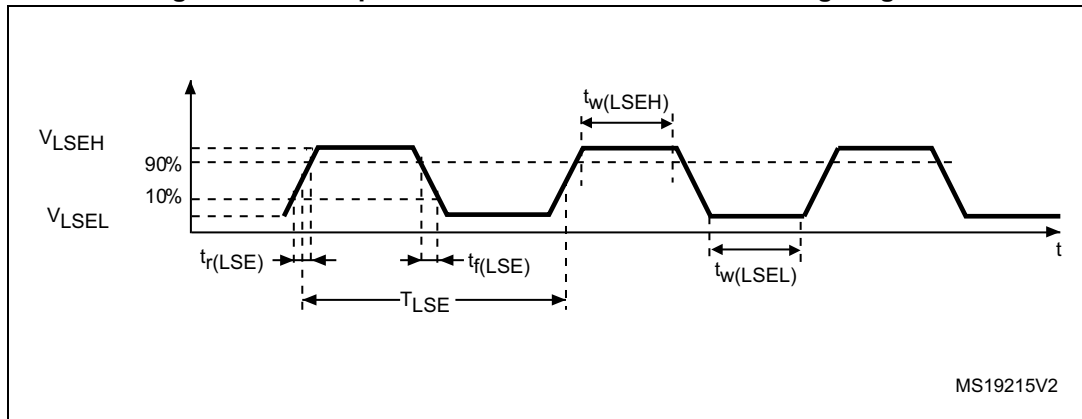 tw(LSEH)
VLSEH
90%
10%
VLSEL
tr(LSE)
tf(LSE)
t
tw(LSEL)
TLSE
MS19215V2